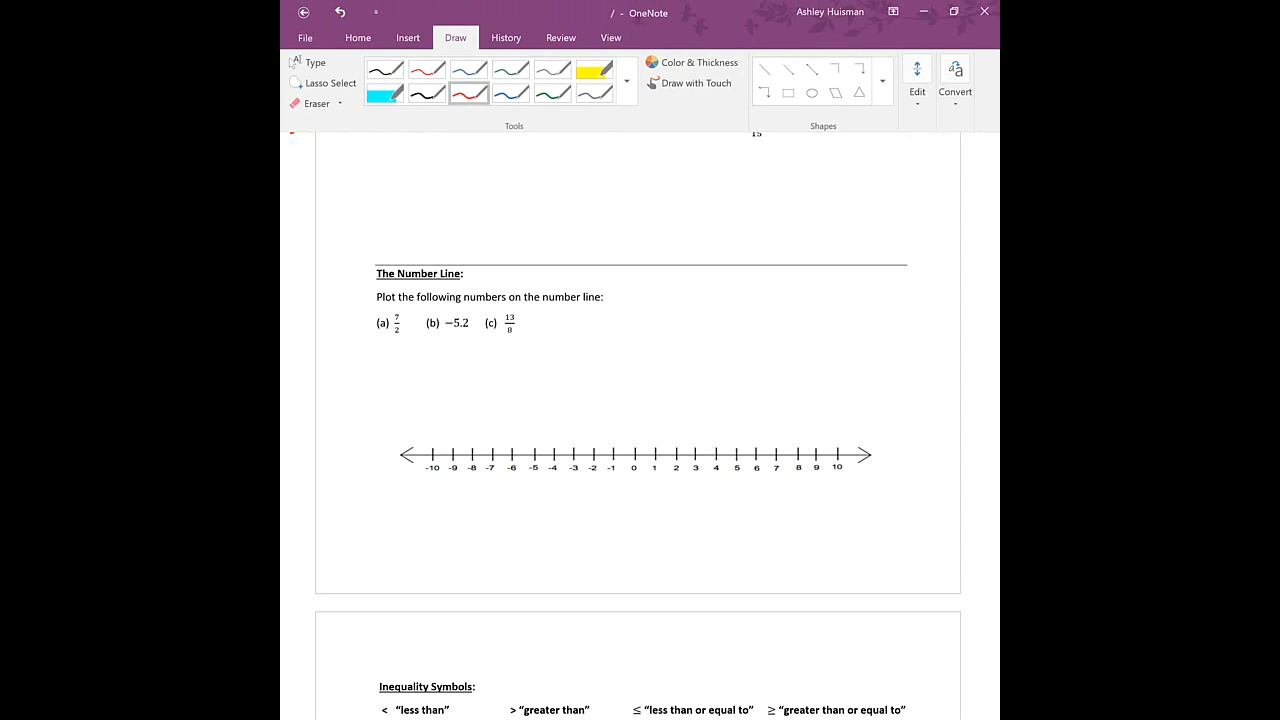 / - OneNote
Ashley Huisman
File Home Insert Draw History Review View
Type
Lasso Select
Eraser
Color & Thickness
Draw with Touch
Edit
Convert
Tools
Shapes
15
The Number Line:
Plot the following numbers on the number line:
(a) 7/2 (b) −5.2 (c) 13/8
-10 -9 -8 -7 -6 -5 -4 -3 -2 -1 0 1 2 3 4 5 6 7 8 9 10
Inequality Symbols:
< “less than” > “greater than” ≤ “less than or equal to” ≥ “greater than or equal to”